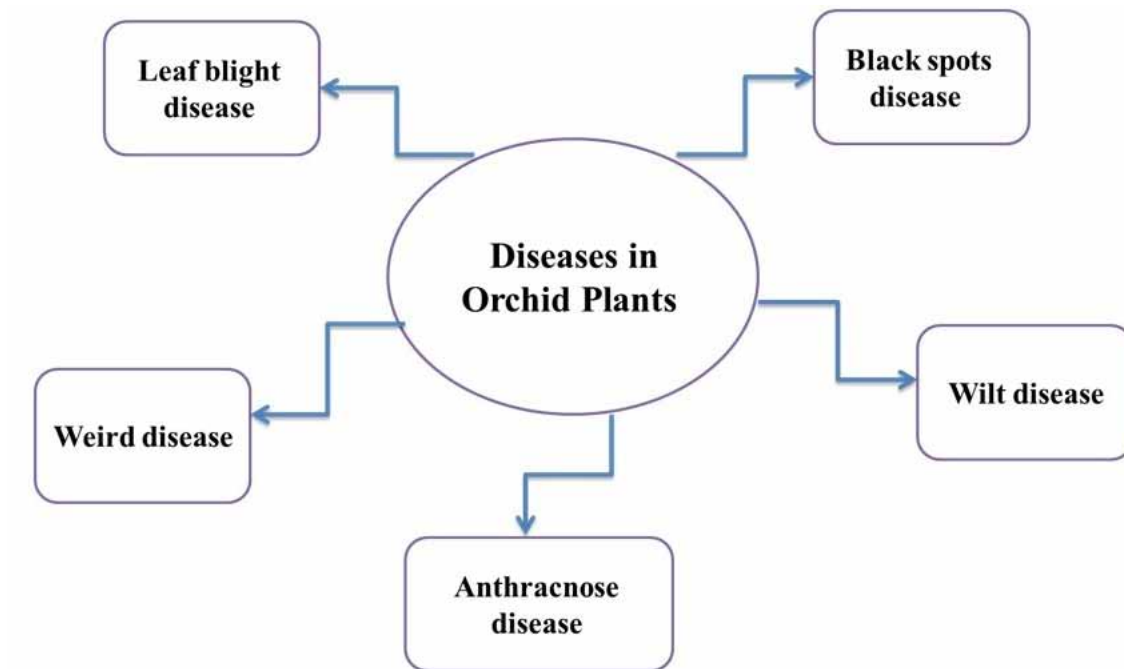 Leaf blight
disease
Black spots
disease
Diseases in
Orchid Plants
Weird disease
Wilt disease
Anthracnose
disease